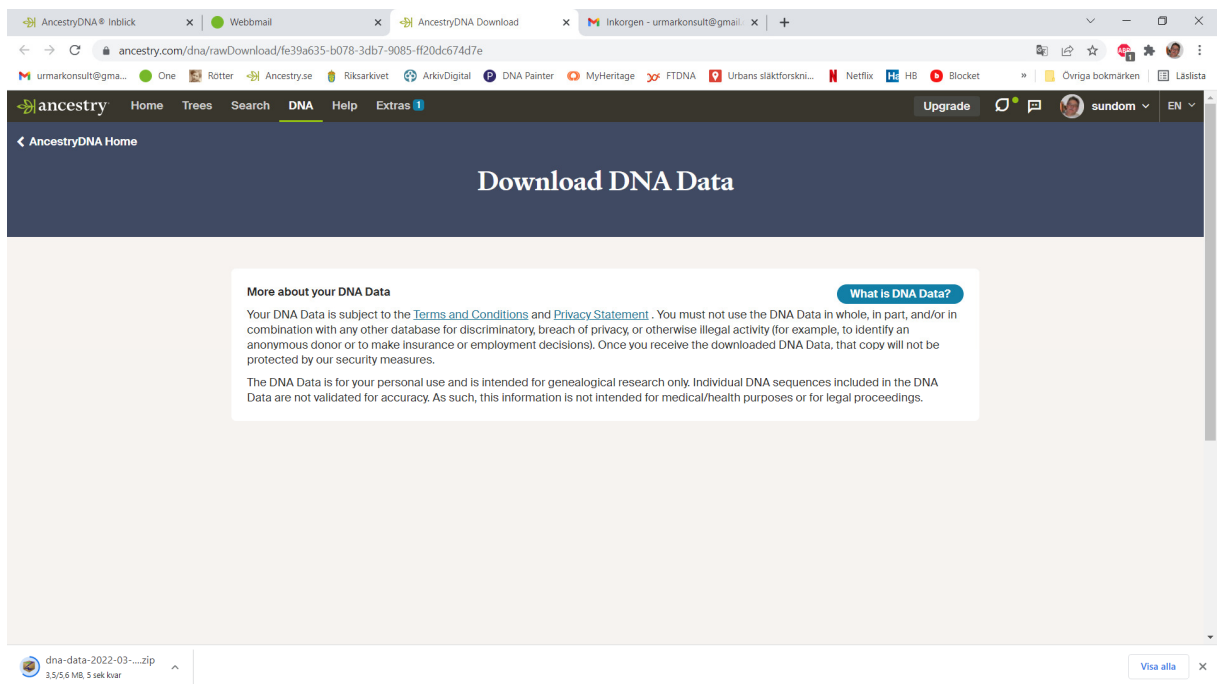 AncestryDNA® Inblick
Webbmail
AncestryDNA Download
Inkorgen - urmarkonsult@gmail.
ancestry.com/dna/rawDownload/fe39a635-b078-3db7-9085-ff20dc674d7e
urmarkonsult@gma... One Rötter Ancestry.se Riksarkivet ArkivDigital DNA Painter MyHeritage FTDNA Urbans släktforskni... Netflix HB Blocket » Övriga bokmärken Läslista
ancestry Home Trees Search DNA Help Extras 1 Upgrade sundom EN
AncestryDNA Home
Download DNA Data
More about your DNA Data
What is DNA Data?
Your DNA Data is subject to the Terms and Conditions and Privacy Statement . You must not use the DNA Data in whole, in part, and/or in
combination with any other database for discriminatory, breach of privacy, or otherwise illegal activity (for example, to identify an
anonymous donor or to make insurance or employment decisions). Once you receive the downloaded DNA Data, that copy will not be
protected by our security measures.
The DNA Data is for your personal use and is intended for genealogical research only. Individual DNA sequences included in the DNA
Data are not validated for accuracy. As such, this information is not intended for medical/health purposes or for legal proceedings.
dna-data-2022-03-....zip
3,5/5,6 MB, 5 sek kvar
Visa alla